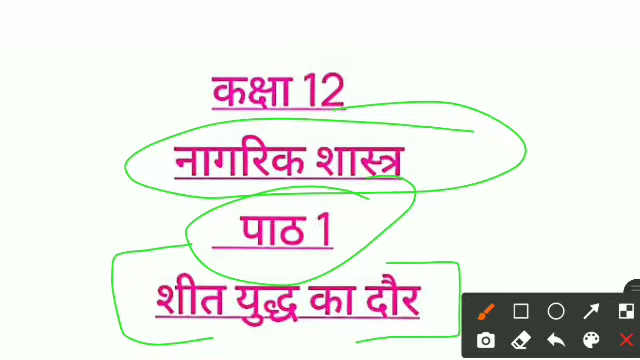 कक्षा 12
नागरिक शास्त्र
पाठ 1
शीत युद्ध का दौर